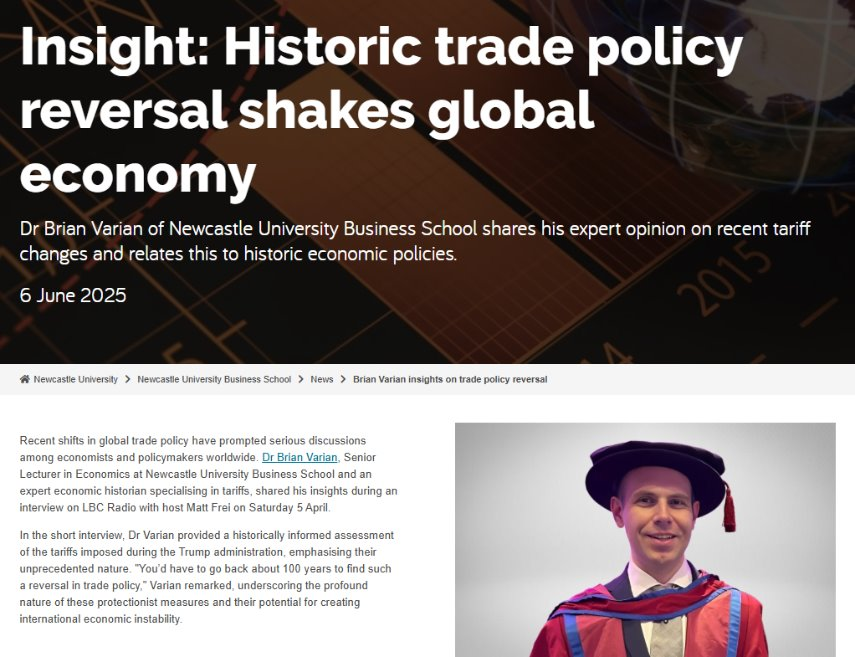 Insight: Historic trade policy
reversal shakes global
economy
Dr Brian Varian of Newcastle University Business School shares his expert opinion on recent tariff
changes and relates this to historic economic policies.
6 June 2025
2015
14
Newcastle University > Newcastle University Business School > News > Brian Varian insights on trade policy reversal
Recent shifts in global trade policy have prompted serious discussions
among economists and policymakers worldwide. Dr Brian Varian, Senior
Lecturer in Economics at Newcastle University Business School and an
expert economic historian specialising in tariffs, shared his insights during an
interview on LBC Radio with host Matt Frei on Saturday 5 April.
In the short interview, Dr Varian provided a historically informed assessment
of the tariffs imposed during the Trump administration, emphasising their
unprecedented nature. "You'd have to go back about 100 years to find such
a reversal in trade policy," Varian remarked, underscoring the profound
nature of these protectionist measures and their potential for creating
international economic instability.